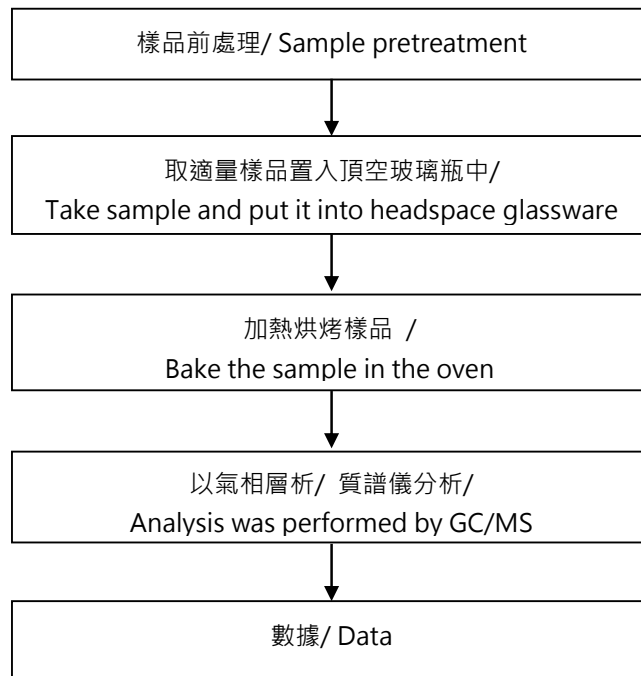 樣品前處理/ Sample pretreatment
取適量樣品置入頂空玻璃瓶中/
Take sample and put it into headspace glassware
加熱烘烤樣品 /
Bake the sample in the oven
以氣相層析/ 質譜儀分析/
Analysis was performed by GC/MS
數據/ Data